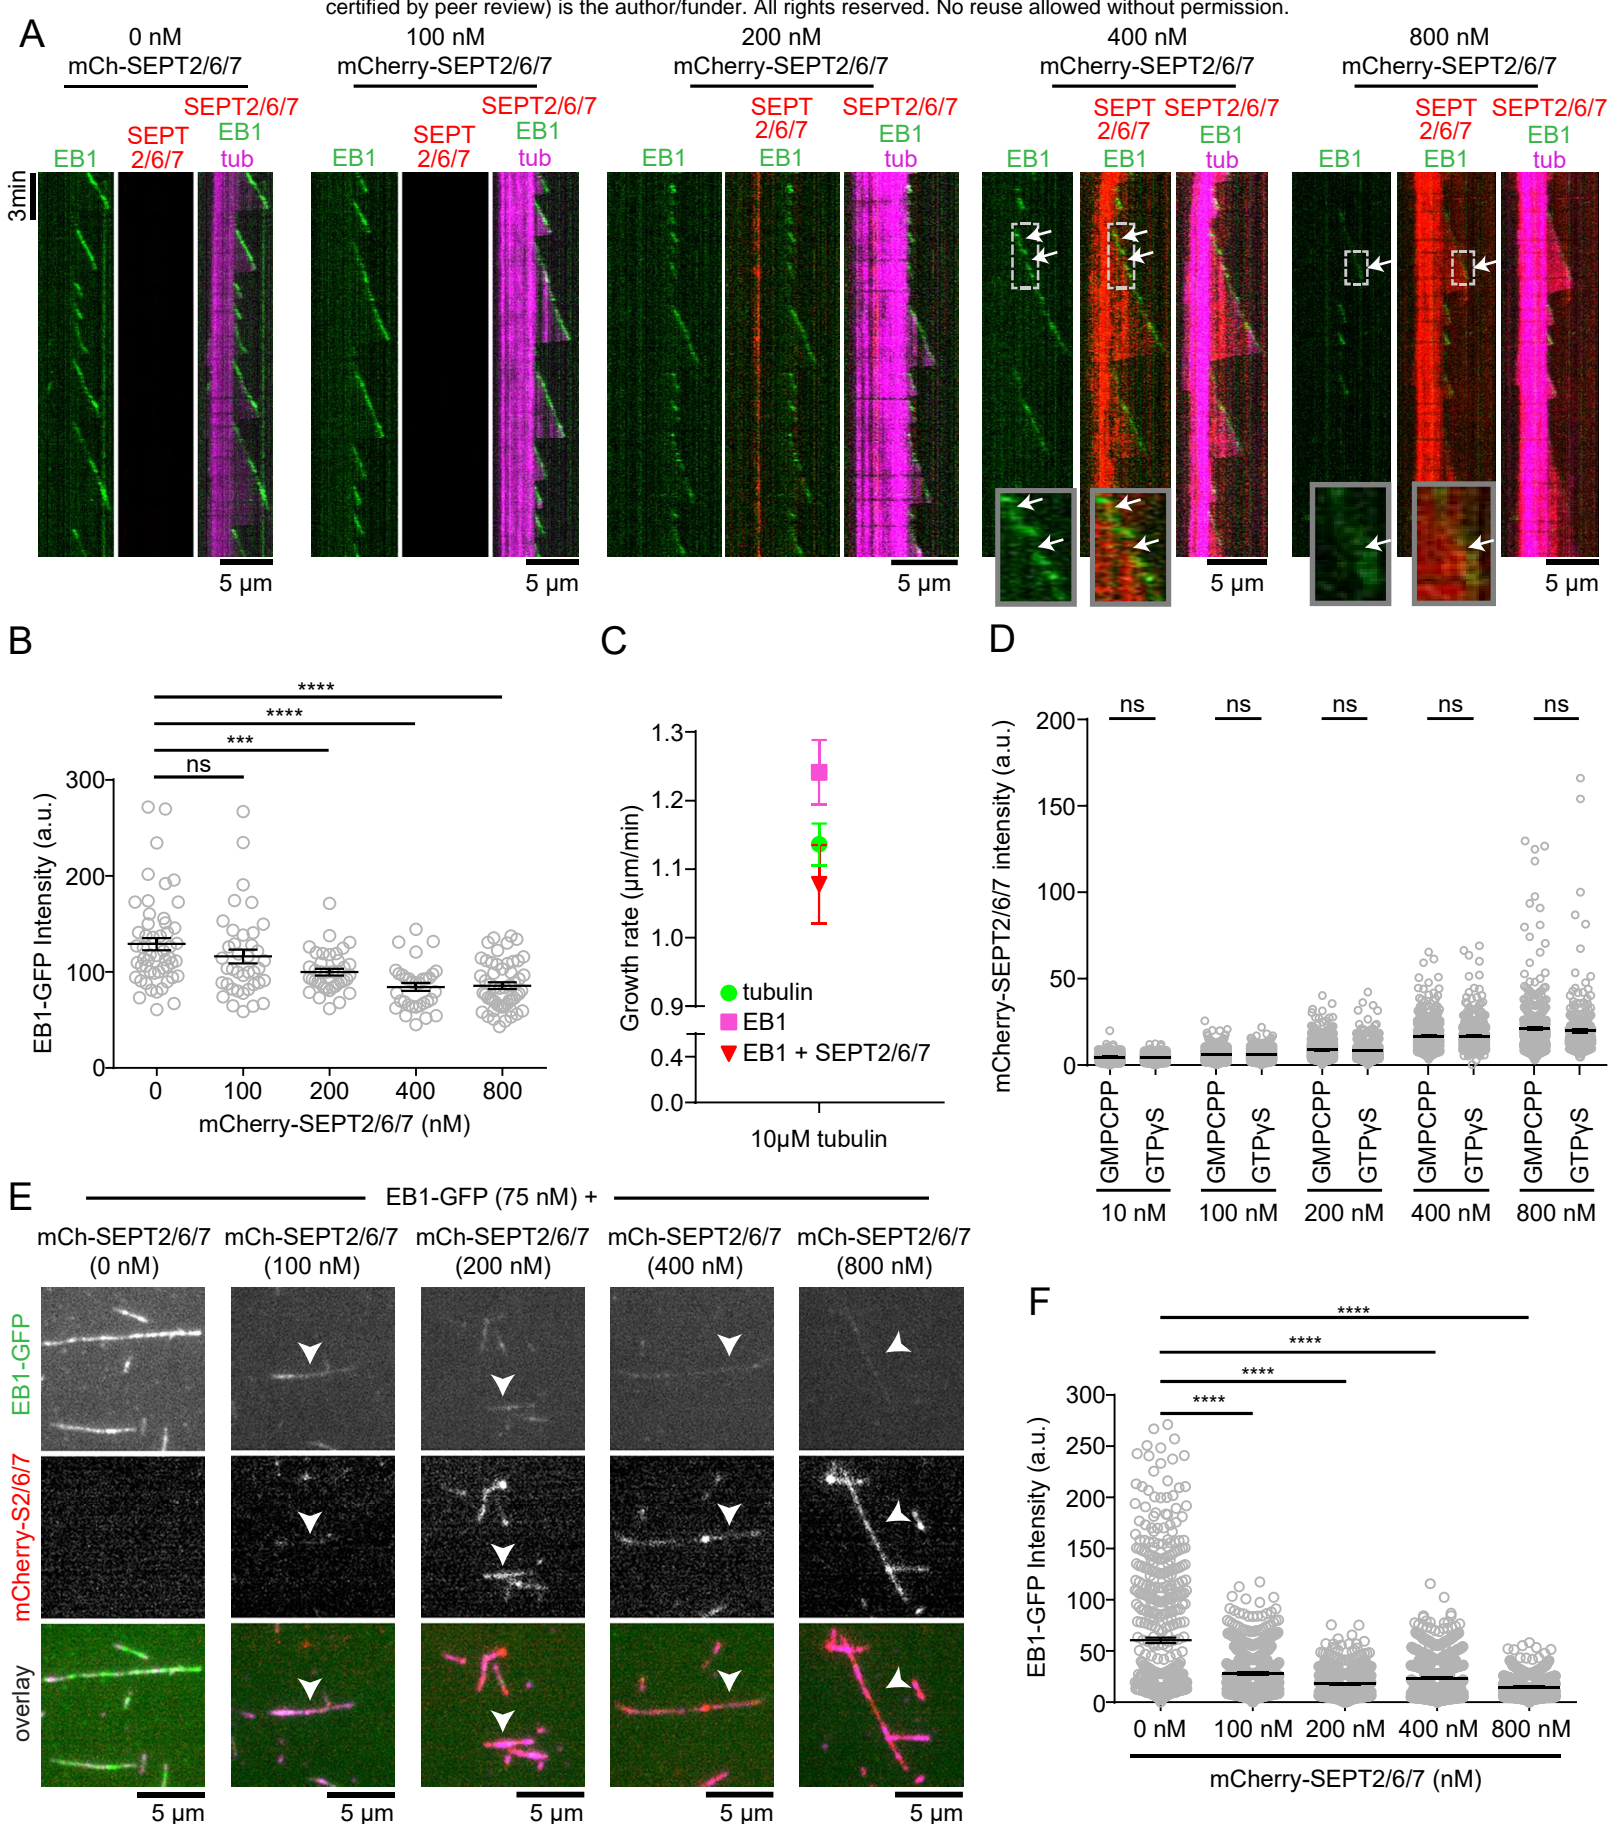 certified by peer review) is the author/funder. All rights reserved. No reuse allowed without permission.
A
0 nM
mCh-SEPT2/6/7
100 nM
mCherry-SEPT2/6/7
200 nM
mCherry-SEPT2/6/7
400 nM
mCherry-SEPT2/6/7
800 nM
mCherry-SEPT2/6/7
EB1
SEPT
2/6/7
SEPT2/6/7
EB1
tub
EB1
SEPT
2/6/7
SEPT2/6/7
EB1
tub
EB1
SEPT
2/6/7
EB1
SEPT2/6/7
EB1
tub
EB1
SEPT
2/6/7
EB1
SEPT2/6/7
EB1
tub
EB1
SEPT
2/6/7
EB1
SEPT2/6/7
EB1
tub
3min
5 µm
5 µm
5 µm
5 µm
5 µm
B
****
****
***
ns
EB1-GFP Intensity (a.u.)
300
200
100
0
0 100 200 400 800
mCherry-SEPT2/6/7 (nM)
C
Growth rate (µm/min)
1.3
1.2
1.1
1.0
0.9
0.4
0.0
tubulin
EB1
EB1 + SEPT2/6/7
10µM tubulin
D
mCherry-SEPT2/6/7 intensity (a.u.)
ns ns ns ns ns
200
150
100
50
0
GMPCPP GTPγS GMPCPP GTPγS GMPCPP GTPγS GMPCPP GTPγS GMPCPP GTPγS
10 nM 100 nM 200 nM 400 nM 800 nM
E
EB1-GFP (75 nM) +
mCh-SEPT2/6/7
(0 nM)
mCh-SEPT2/6/7
(100 nM)
mCh-SEPT2/6/7
(200 nM)
mCh-SEPT2/6/7
(400 nM)
mCh-SEPT2/6/7
(800 nM)
EB1-GFP
mCherry-S2/6/7
overlay
5 µm
5 µm
5 µm
5 µm
5 µm
F
****
****
****
****
EB1-GFP Intensity (a.u.)
300
250
200
150
100
50
0
0 nM 100 nM 200 nM 400 nM 800 nM
mCherry-SEPT2/6/7 (nM)